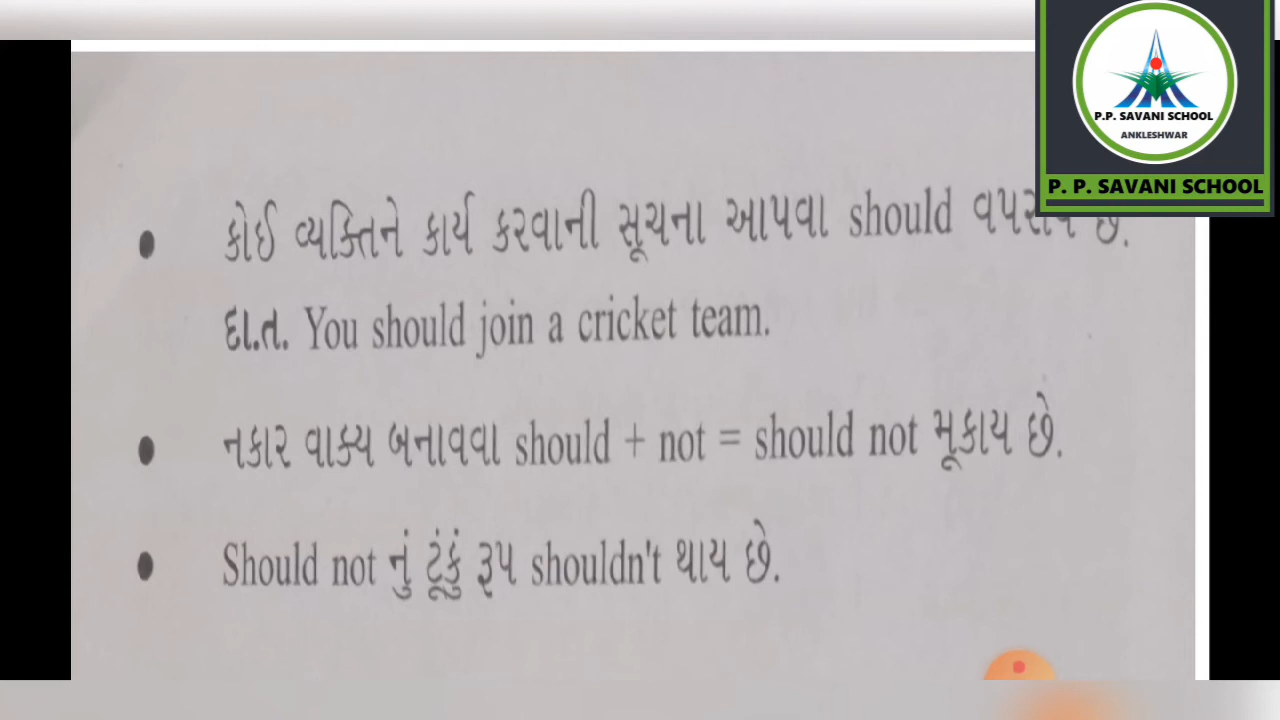 P.P. SAVANI SCHOOL
ANKLESHWAR
P. P. SAVANI SCHOOL
કોઈ વ્યક્તિને કાર્ય કરવાની સૂચના આપવા should છે.
દા.ત. You should join a cricket team.
નકાર વાક્ય બનાવવા should + not = should not મૂકાય છે.
Should not નું ટૂંકું રૂપ shouldn't થાય છે.